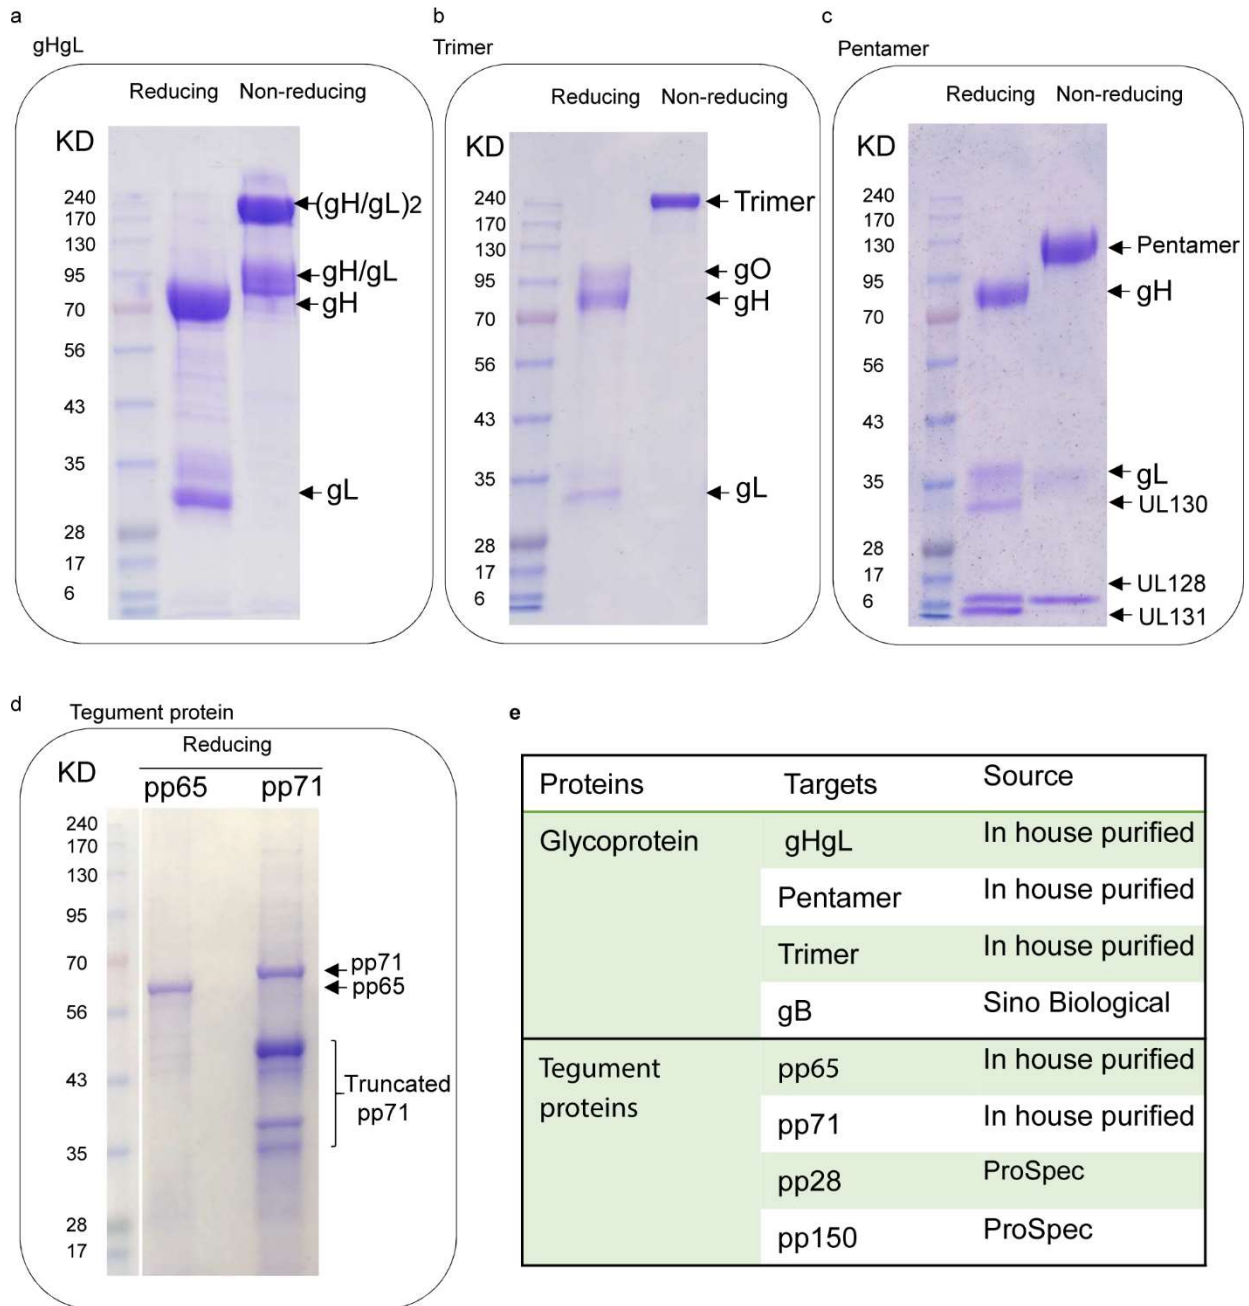 a
gHgL
Reducing Non-reducing
KD
240
170
130
95
70
56
43
35
28
17
6
(gH/gL)2
gH/gL
gH
gL
b
Trimer
Reducing Non-reducing
KD
240
170
130
95
70
56
43
35
28
17
6
Trimer
gO
gH
gL
c
Pentamer
Reducing Non-reducing
KD
240
170
130
95
70
56
43
35
28
17
6
Pentamer
gH
gL
UL130
UL128
UL131
d
Tegument protein
Reducing
KD
pp65 pp71
240
170
130
95
70
56
43
35
28
17
pp71
pp65
Truncated
pp71
e
Proteins Targets Source
Glycoprotein gHgL In house purified
Pentamer In house purified
Trimer In house purified
gB Sino Biological
Tegument
proteins
pp65 In house purified
pp71 In house purified
pp28 ProSpec
pp150 ProSpec